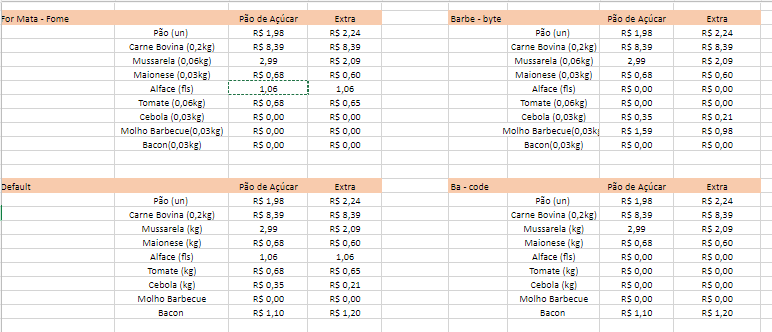 For Mata - Fome Pão de Açúcar Extra
Pão (un) R$ 1,98 R$ 2,24
Carne Bovina (0,2kg) R$ 8,39 R$ 8,39
Mussarela (0,06kg) 2,99 R$ 2,09
Maionese (0,03kg) R$ 0,68 R$ 0,60
Alface (fls) 1,06 1,06
Tomate (0,06kg) R$ 0,68 R$ 0,65
Cebola (0,03kg) R$ 0,00 R$ 0,00
Molho Barbecue(0,03kg) R$ 0,00 R$ 0,00
Bacon(0,03kg) R$ 0,00 R$ 0,00
Barbe - byte Pão de Açúcar Extra
Pão (un) R$ 1,98 R$ 2,24
Carne Bovina (0,2kg) R$ 8,39 R$ 8,39
Mussarela (0,06kg) 2,99 R$ 2,09
Maionese (0,03kg) R$ 0,68 R$ 0,60
Alface (fls) R$ 0,00 R$ 0,00
Tomate (0,06kg) R$ 0,00 R$ 0,00
Cebola (0,03kg) R$ 0,35 R$ 0,21
Molho Barbecue(0,03k R$ 1,59 R$ 0,98
Bacon(0,03kg) R$ 0,00 R$ 0,00
Default Pão de Açúcar Extra
Pão (un) R$ 1,98 R$ 2,24
Carne Bovina (0,2kg) R$ 8,39 R$ 8,39
Mussarela (kg) 2,99 R$ 2,09
Maionese (kg) R$ 0,68 R$ 0,60
Alface (fls) 1,06 1,06
Tomate (kg) R$ 0,68 R$ 0,65
Cebola (kg) R$ 0,35 R$ 0,21
Molho Barbecue R$ 0,00 R$ 0,00
Bacon R$ 1,10 R$ 1,20
Ba - code Pão de Açúcar Extra
Pão (un) R$ 1,98 R$ 2,24
Carne Bovina (0,2kg) R$ 8,39 R$ 8,39
Mussarela (kg) 2,99 R$ 2,09
Maionese (kg) R$ 0,68 R$ 0,60
Alface (fls) R$ 0,00 R$ 0,00
Tomate (kg) R$ 0,00 R$ 0,00
Cebola (kg) R$ 0,00 R$ 0,00
Molho Barbecue R$ 0,00 R$ 0,00
Bacon R$ 1,10 R$ 1,20